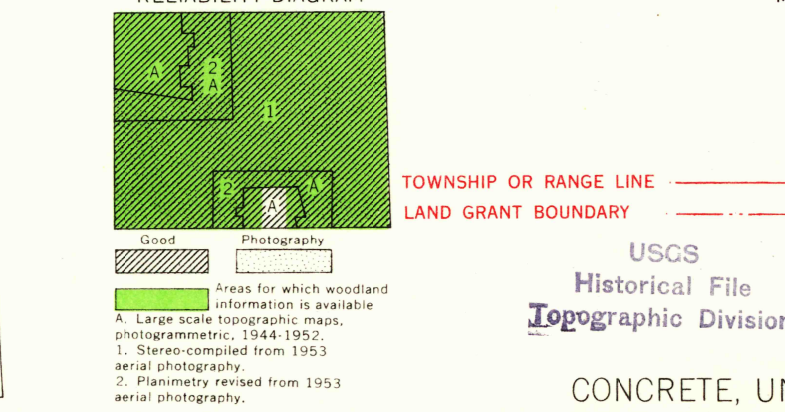 RELIABILITY DIAGRAM
A
2
A
1
2
A
A
Good Photography
Areas for which woodland
information is available
A. Large scale topographic maps,
photogrammetric, 1944-1952.
1. Stereo-compiled from 1953
aerial photography.
2. Planimetry revised from 1953
aerial photography.
TOWNSHIP OR RANGE LINE
LAND GRANT BOUNDARY
USGS
Historical File
Topographic Division
CONCRETE,